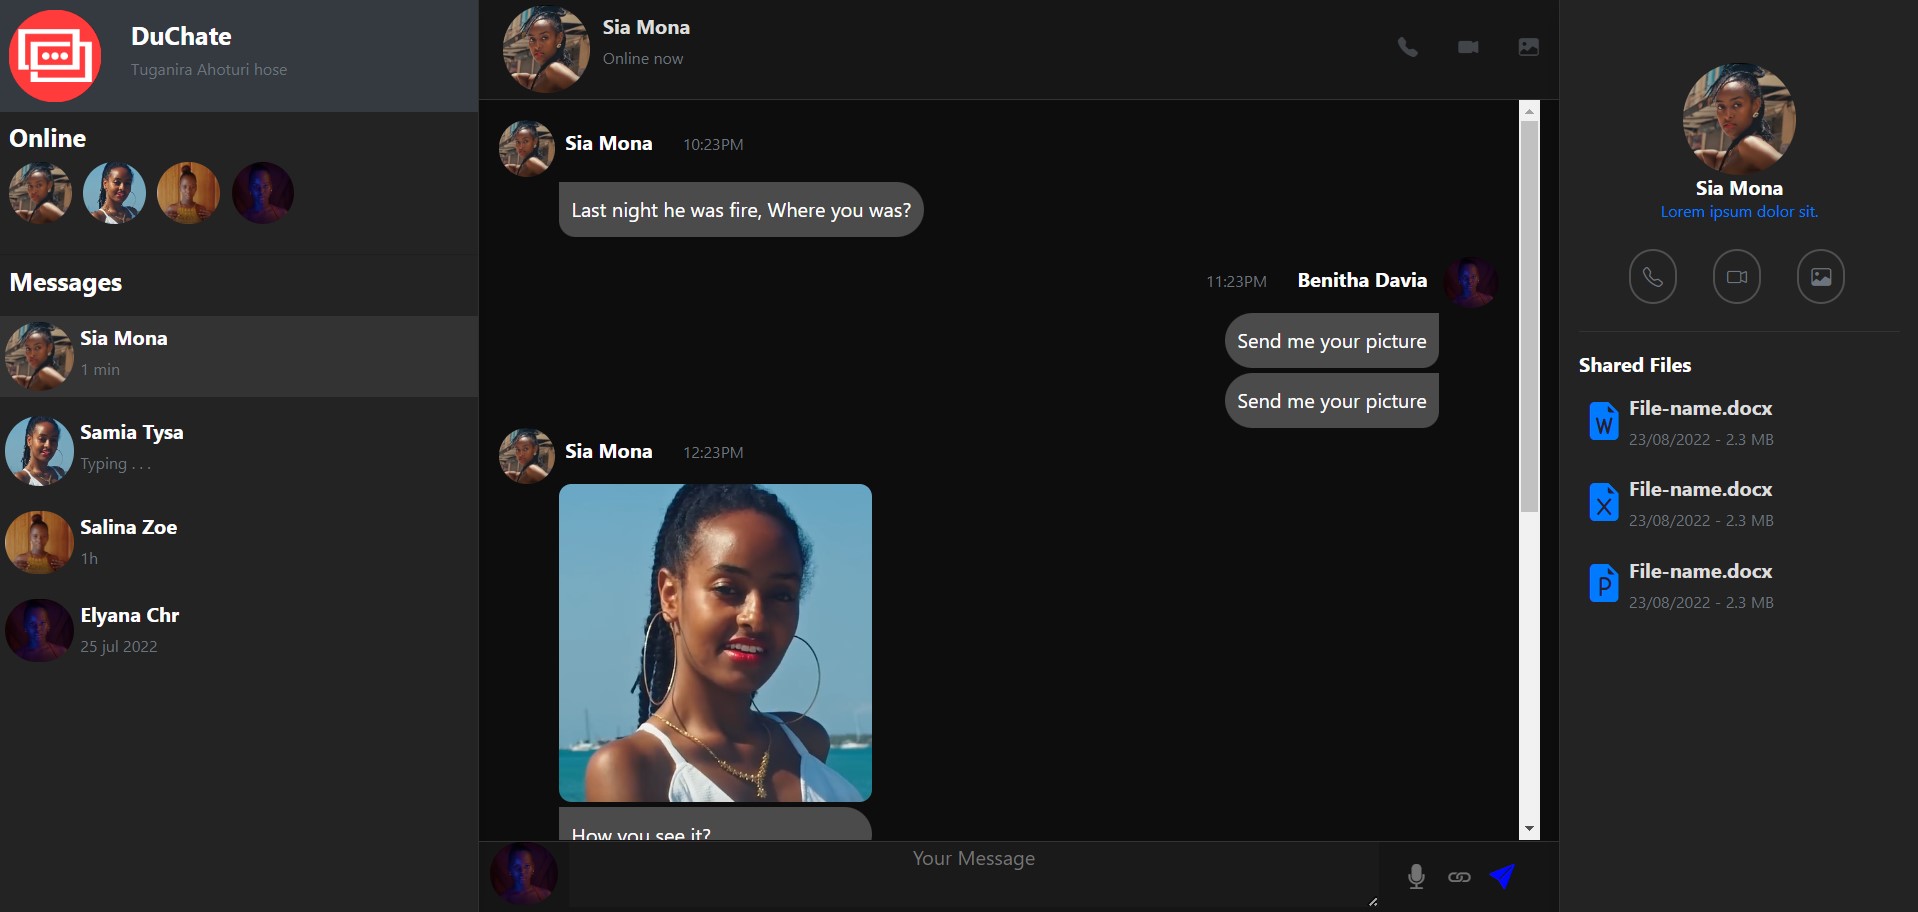 DuChate
Tuganira Ahoturi hose
Online
Messages
Sia Mona
1 min
Samia Tysa
Typing . . .
Salina Zoe
1h
Elyana Chr
25 jul 2022
Sia Mona
Online now
Sia Mona 10:23PM
Last night he was fire, Where you was?
11:23PM Benitha Davia
Send me your picture
Send me your picture
Sia Mona 12:23PM
How you see it?
Your Message
Sia Mona
Lorem ipsum dolor sit.
Shared Files
W File-name.docx
23/08/2022 - 2.3 MB
X File-name.docx
23/08/2022 - 2.3 MB
P File-name.docx
23/08/2022 - 2.3 MB